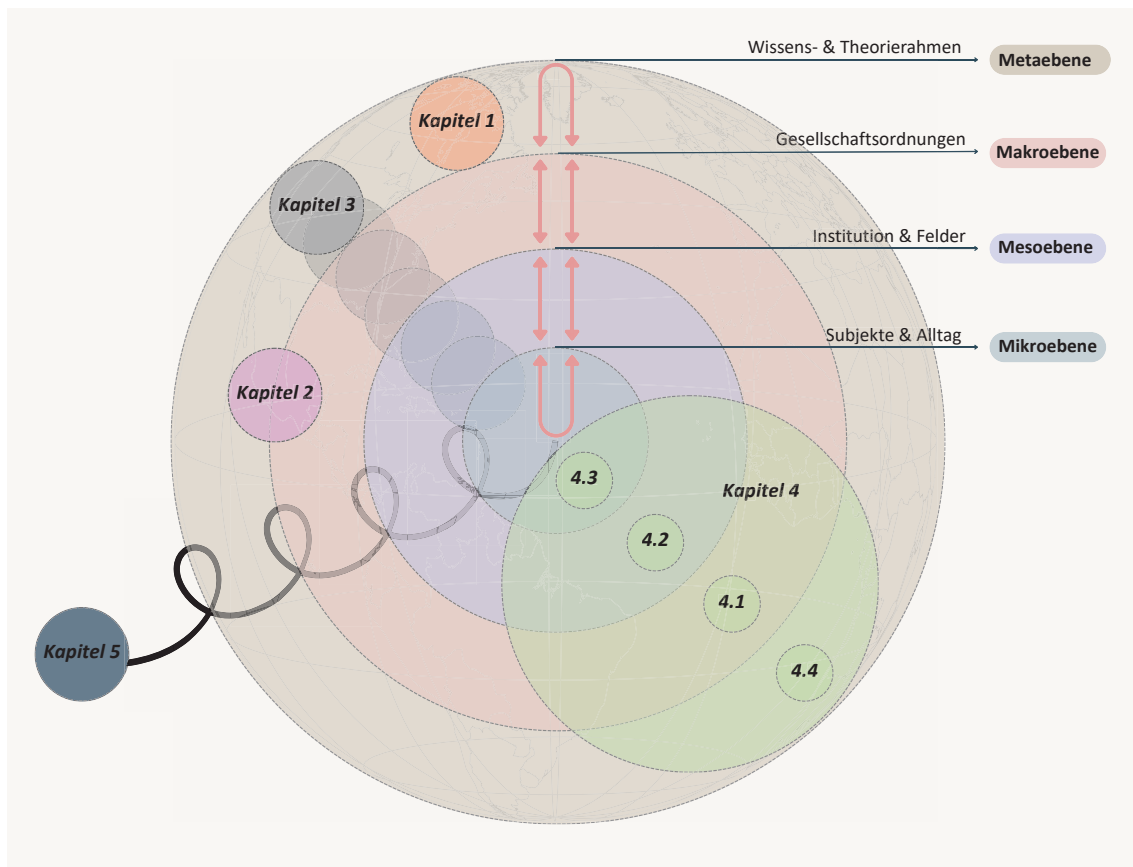 Wissens- & Theorierahmen
Metaebene
Kapitel 1
Gesellschaftsordnungen
Makroebene
Kapitel 3
Institution & Felder
Mesoebene
Subjekte & Alltag
Mikroebene
Kapitel 2
4.3
Kapitel 4
4.2
4.1
Kapitel 5
4.4